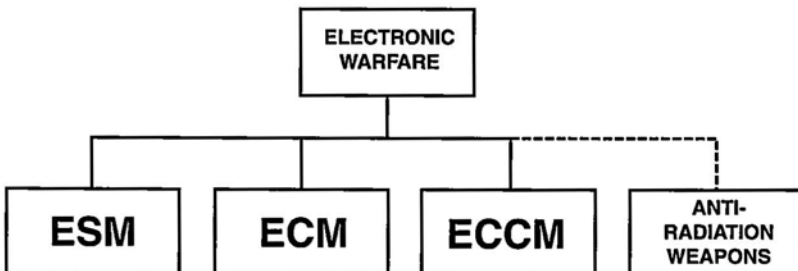 ELECTRONIC
WARFARE
ESM
ECM
ECCM
ANTI-
RADIATION
WEAPONS